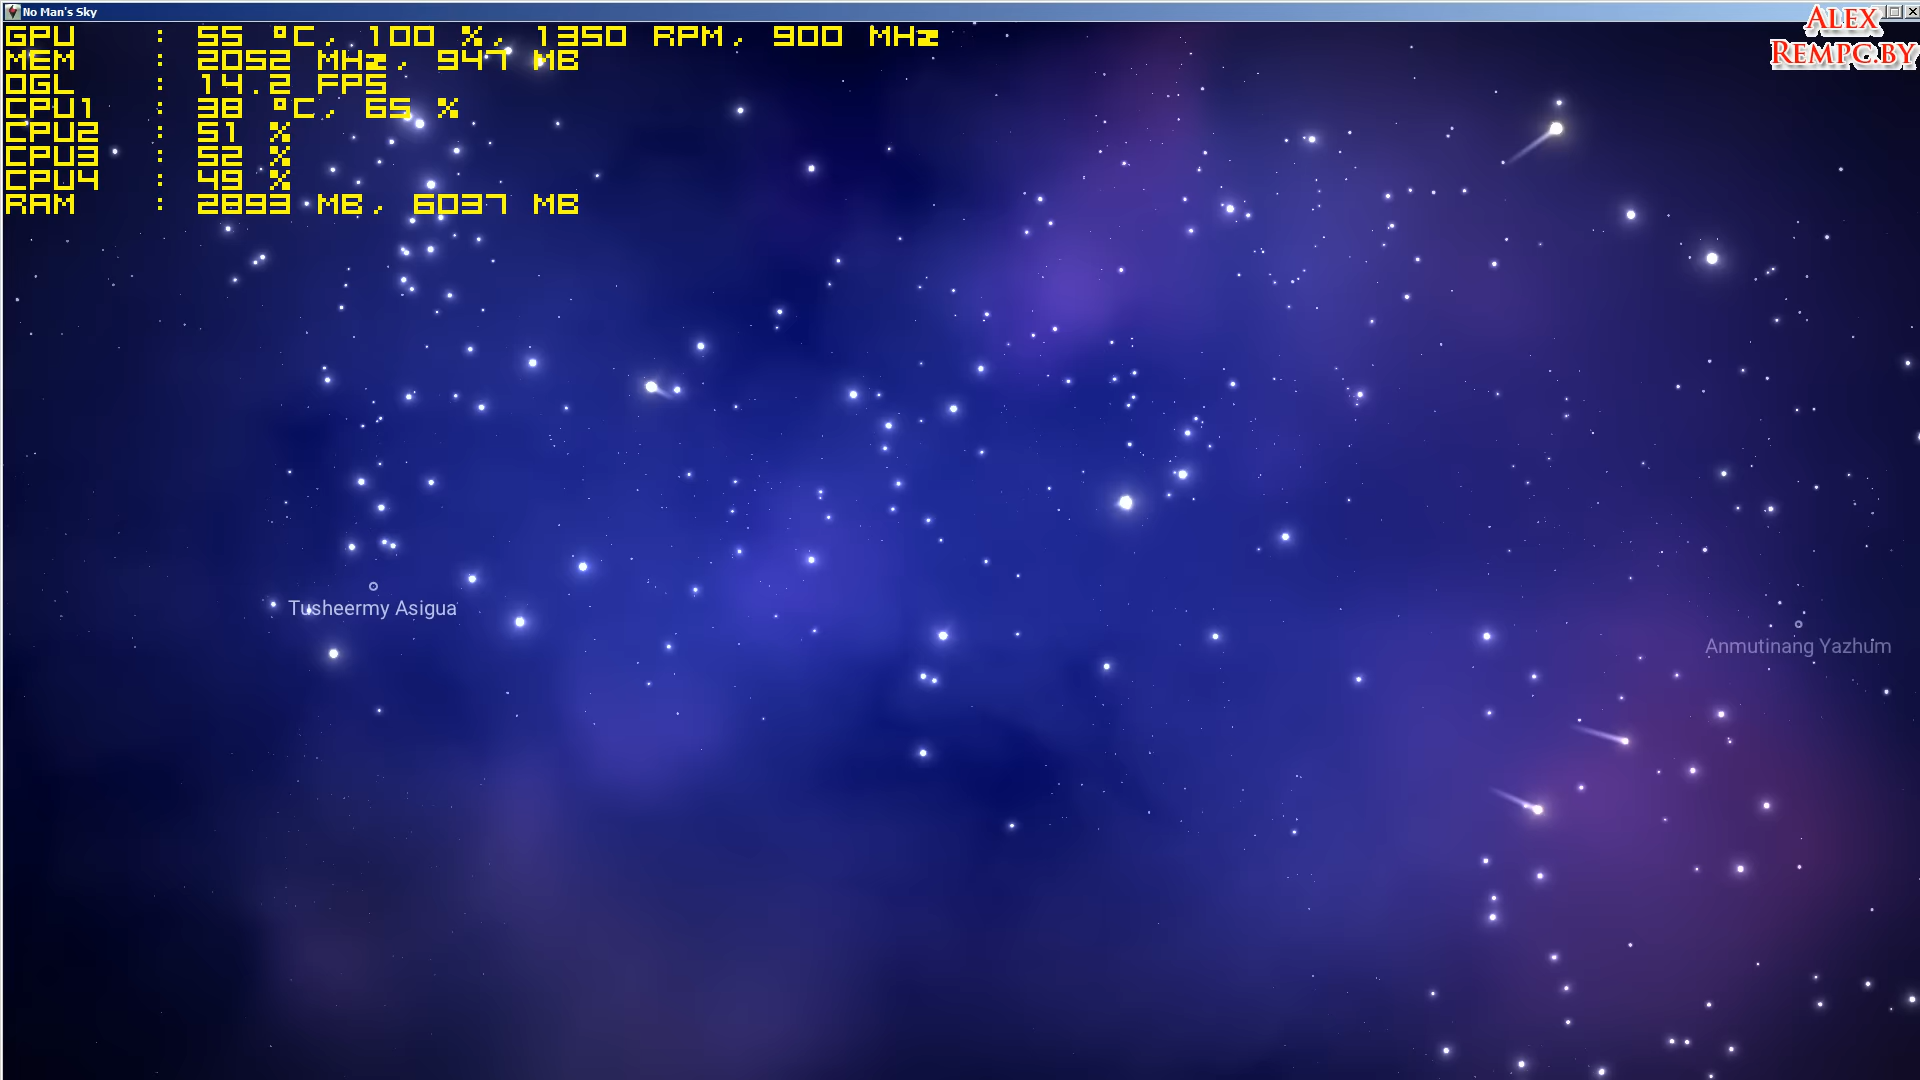 No Man's Sky
ALEX
REMPC.BY
GPU : 55 °C, 100 %, 1350 RPM, 900 MHz
MEM : 2052 MHz, 947 MB
OGL : 14.2 FPS
CPU1 : 38 °C, 65 %
CPU2 : 51 %
CPU3 : 52 %
CPU4 : 49 %
RAM : 2893 MB, 6037 MB
Tusheermy Asigua
Anmutinang Yazhum